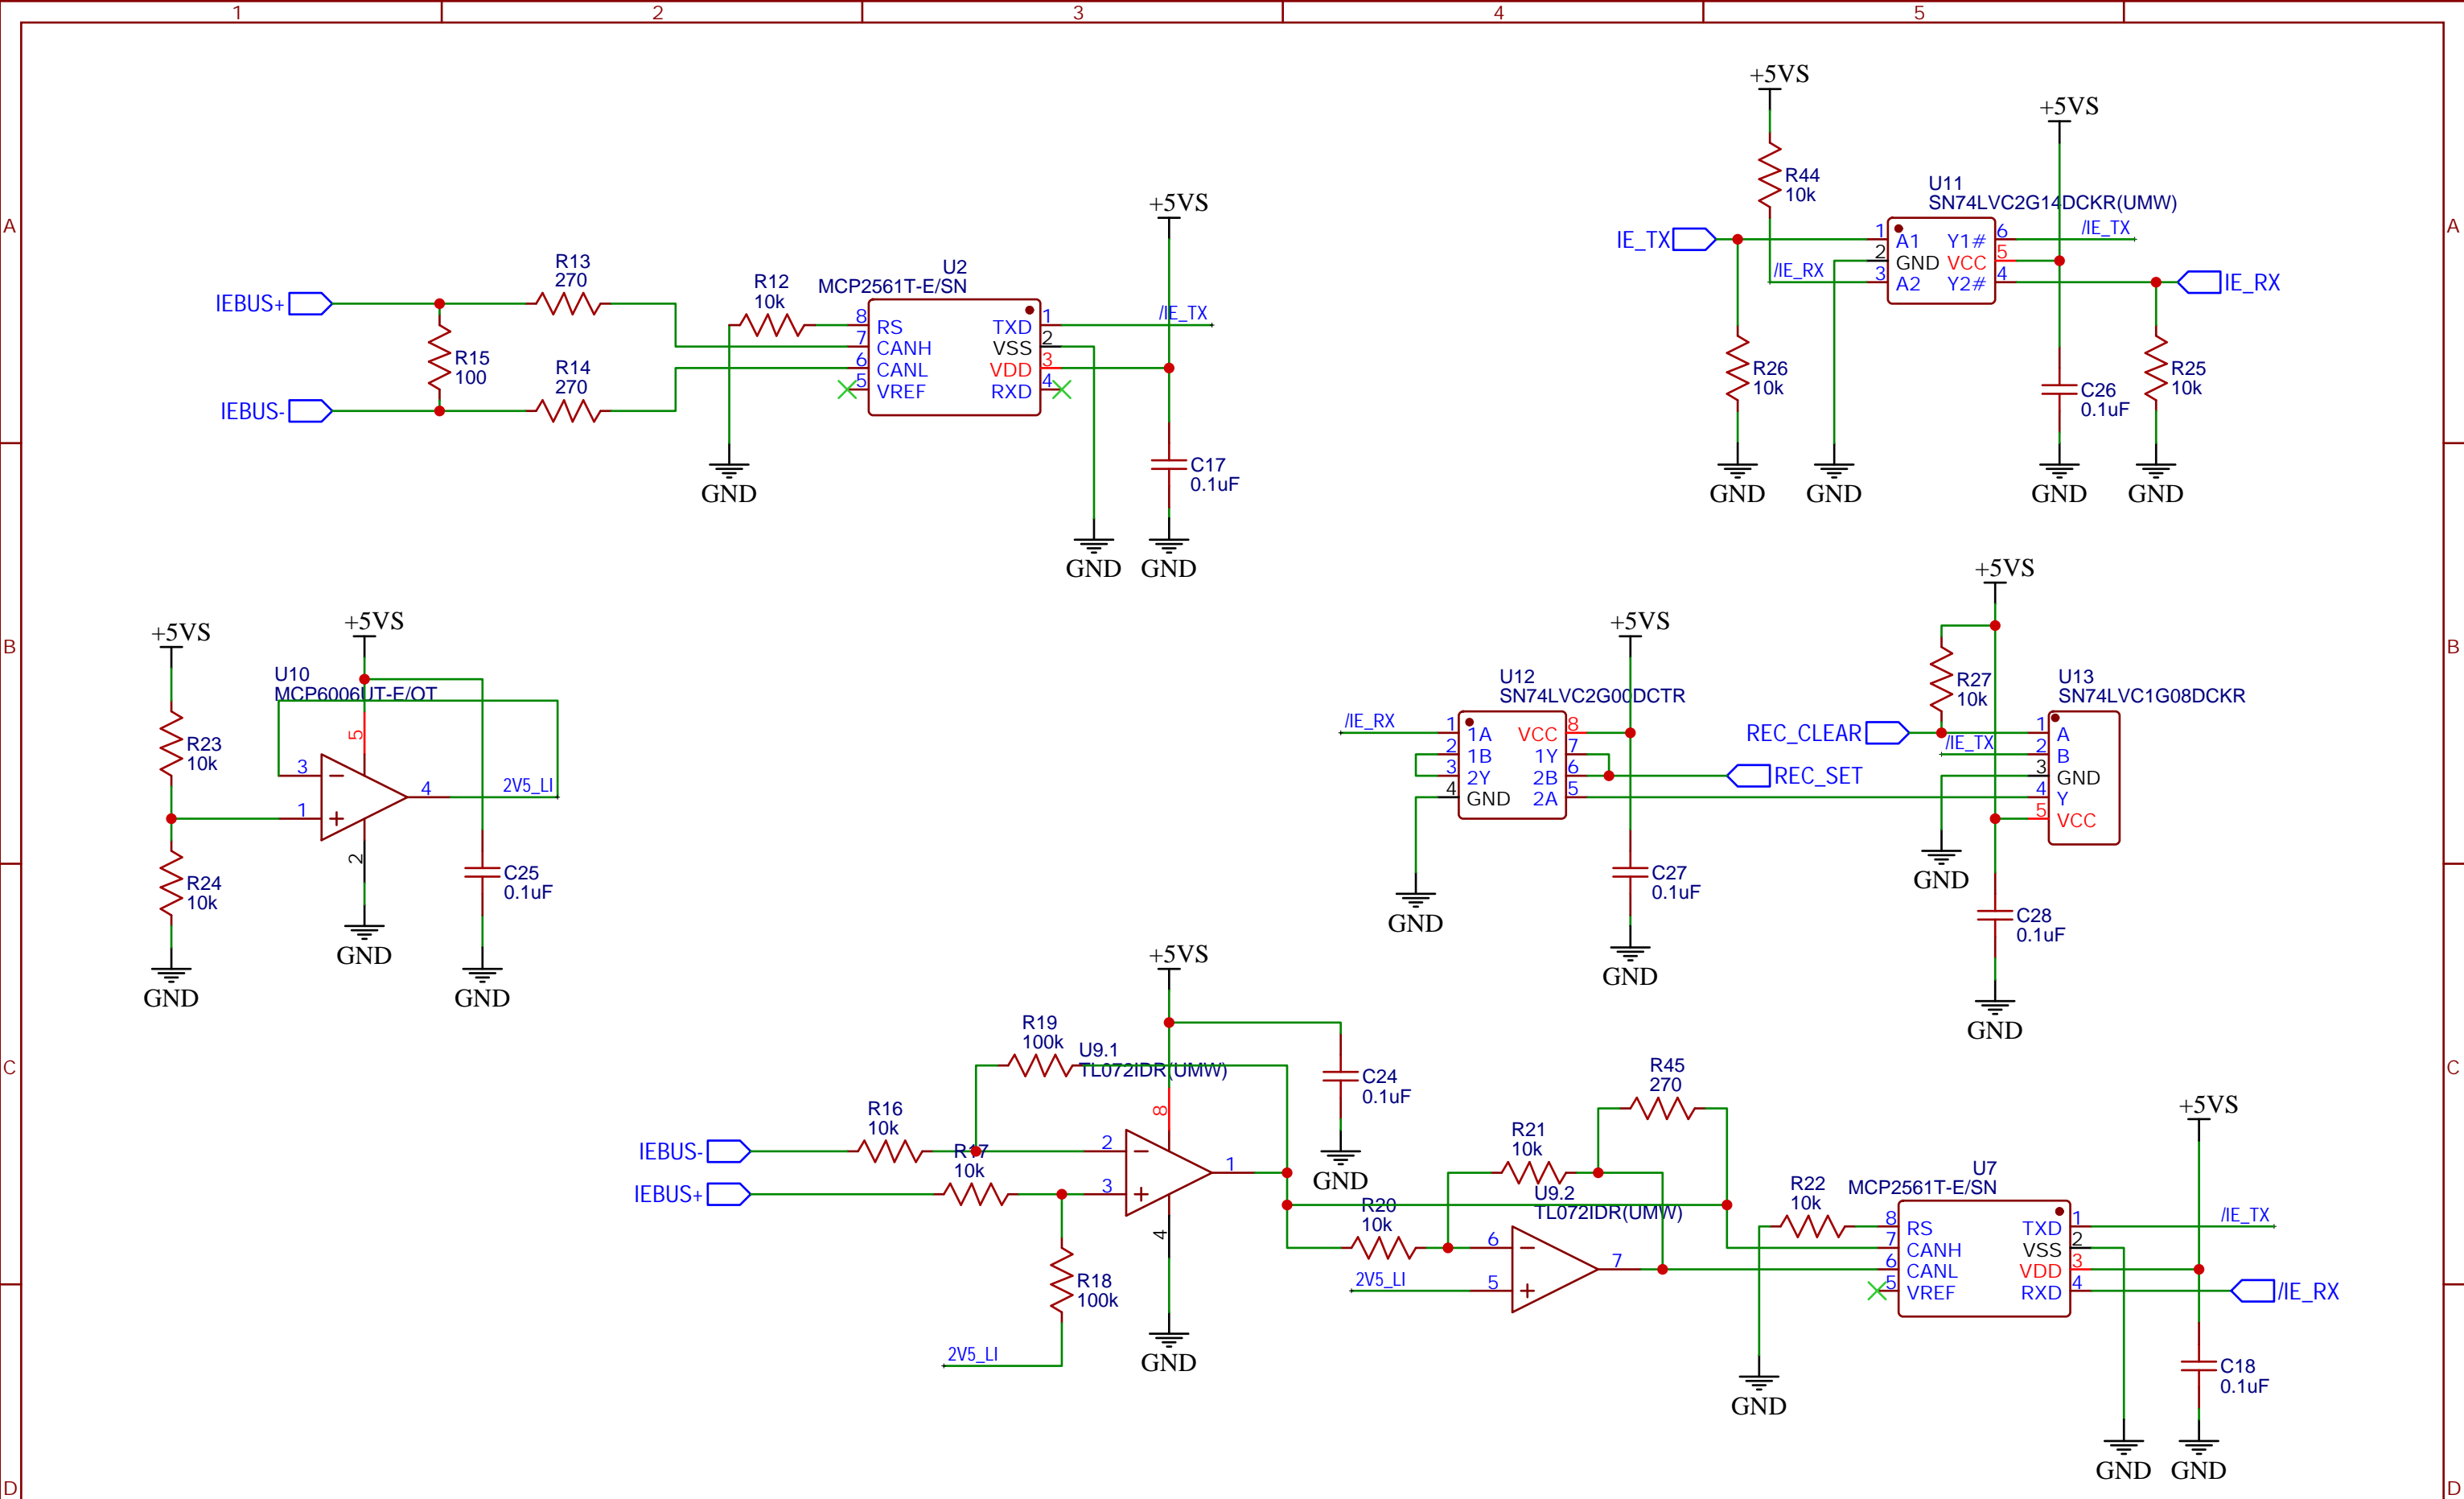 1 2 3 4 5
A
A
B
B
C
C
D
D
IEBUS+
IEBUS-
R13
270
R15
100
R14
270
R12
10k
GND
U2
MCP2561T-E/SN
8 RS TXD 1
7 CANH VSS 2
6 CANL VDD 3
5 VREF RXD 4
/IE_TX
+5VS
C17
0.1uF
GND
GND
+5VS
R44
10k
+5VS
U11
SN74LVC2G14DCKR(UMW)
IE_TX
/IE_RX
1 A1 Y1# 6
2 GND VCC 5
3 A2 Y2# 4
/IE_TX
IE_RX
R26
10k
C26
0.1uF
R25
10k
GND
GND
GND
GND
+5VS
R23
10k
R24
10k
GND
+5VS
U10
MCP6006UT-E/OT
5
3
1
4
2
2V5_LI
GND
C25
0.1uF
GND
+5VS
U12
SN74LVC2G00DCTR
/IE_RX
1 1A VCC 8
2 1B 1Y 7
3 2Y 2B 6
4 GND 2A 5
REC_SET
GND
C27
0.1uF
GND
+5VS
R27
10k
REC_CLEAR
/IE_TX
U13
SN74LVC1G08DCKR
1 A
2 B
3 GND
4 Y
5 VCC
GND
C28
0.1uF
GND
+5VS
R19
100k
U9.1
TL072IDR(UMW)
C24
0.1uF
GND
IEBUS-
IEBUS+
R16
10k
R17
10k
8
2
3
1
4
R18
100k
2V5_LI
GND
R45
270
R21
10k
U9.2
TL072IDR(UMW)
R20
10k
2V5_LI
6
5
7
R22
10k
GND
U7
MCP2561T-E/SN
8 RS TXD 1
7 CANH VSS 2
6 CANL VDD 3
5 VREF RXD 4
+5VS
/IE_TX
/IE_RX
C18
0.1uF
GND
GND